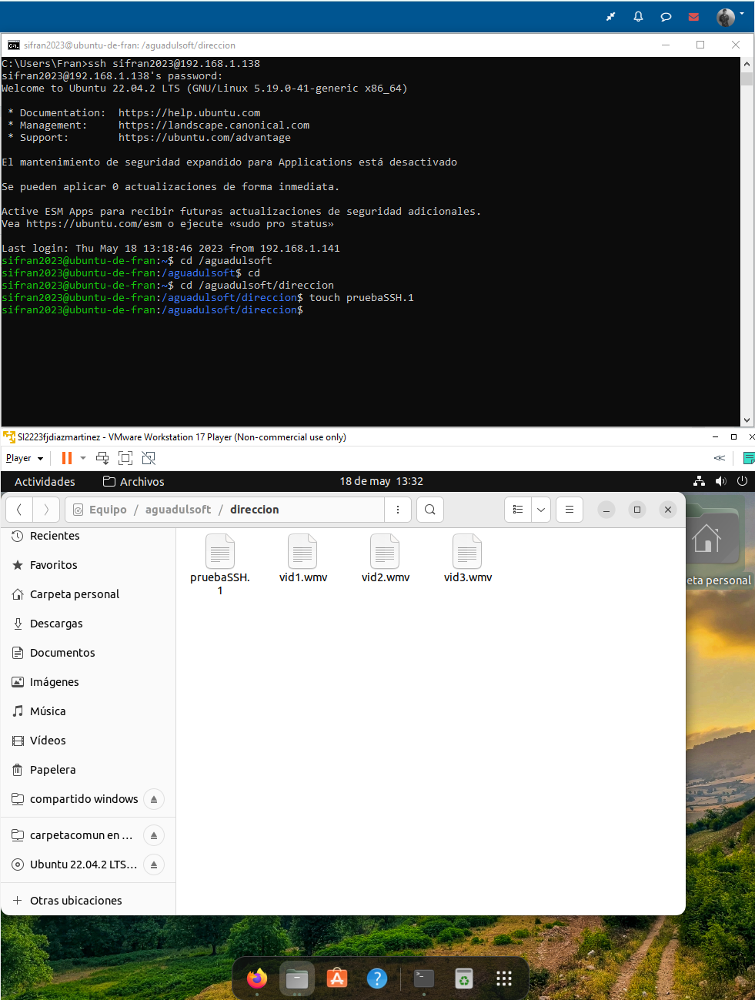 sifran2023@ubuntu-de-fran: /aguadulsoft/direccion
C:\Users\Fran>ssh sifran2023@192.168.1.138
sifran2023@192.168.1.138's password:
Welcome to Ubuntu 22.04.2 LTS (GNU/Linux 5.19.0-41-generic x86_64)
* Documentation:  https://help.ubuntu.com
* Management:     https://landscape.canonical.com
* Support:        https://ubuntu.com/advantage
El mantenimiento de seguridad expandido para Applications está desactivado
Se pueden aplicar 0 actualizaciones de forma inmediata.
Active ESM Apps para recibir futuras actualizaciones de seguridad adicionales.
Vea https://ubuntu.com/esm o ejecute «sudo pro status»
Last login: Thu May 18 13:18:46 2023 from 192.168.1.141
sifran2023@ubuntu-de-fran:~$ cd /aguadulsoft
sifran2023@ubuntu-de-fran:/aguadulsoft$ cd
sifran2023@ubuntu-de-fran:~$ cd /aguadulsoft/direccion
sifran2023@ubuntu-de-fran:/aguadulsoft/direccion$ touch pruebaSSH.1
sifran2023@ubuntu-de-fran:/aguadulsoft/direccion$
SI2223fjdiazmartinez - VMware Workstation 17 Player (Non-commercial use only)
Player
Actividades Archivos 18 de may 13:32
Equipo / aguadulsoft / direccion
Recientes
Favoritos
Carpeta personal
Descargas
Documentos
Imágenes
Música
Vídeos
Papelera
compartido windows
carpetacomun en ...
Ubuntu 22.04.2 LTS...
+ Otras ubicaciones
pruebaSSH.
1
vid1.wmv
vid2.wmv
vid3.wmv
eta personal